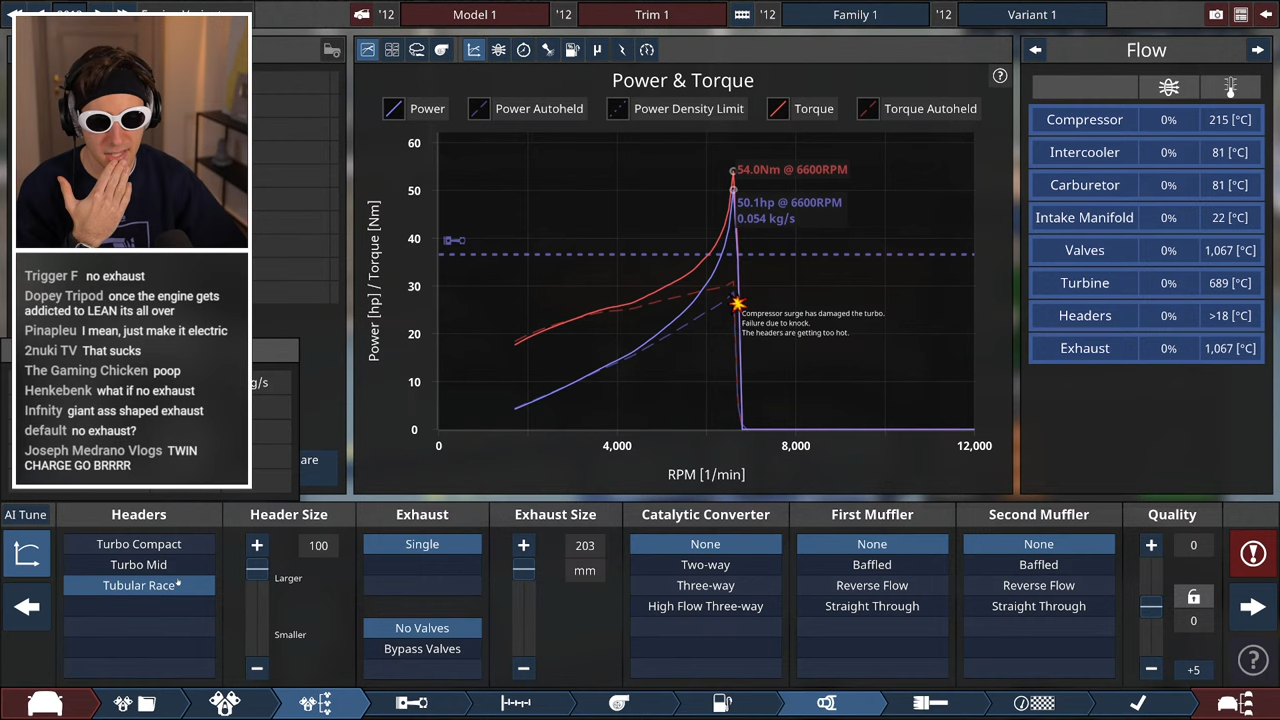 '12
Model 1
'12
Trim 1
'12
Family 1
'12
Variant 1
Trigger F no exhaust
Dopey Tripod once the engine gets
addicted to LEAN its all over
Pinapleu I mean, just make it electric
2nuki TV That sucks
The Gaming Chicken poop
Henkebenk what if no exhaust
Infnity giant ass shaped exhaust
default no exhaust?
Joseph Medrano Vlogs TWIN
CHARGE GO BRRRR
g/s
are
Power & Torque
?
Power
Power Autoheld
Power Density Limit
Torque
Torque Autoheld
Power [hp] / Torque [Nm]
60
50
40
30
20
10
0
54.0Nm @ 6600RPM
50.1hp @ 6600RPM
0.054 kg/s
Compressor surge has damaged the turbo.
Failure due to knock.
The headers are getting too hot.
0
4,000
8,000
12,000
RPM [1/min]
Flow
Compressor 0% 215 [°C]
Intercooler 0% 81 [°C]
Carburetor 0% 81 [°C]
Intake Manifold 0% 22 [°C]
Valves 0% 1,067 [°C]
Turbine 0% 689 [°C]
Headers 0% >18 [°C]
Exhaust 0% 1,067 [°C]
AI Tune
Headers
Turbo Compact
Turbo Mid
Tubular Race
Header Size
+
100
Larger
Smaller
−
Exhaust
Single
No Valves
Bypass Valves
Exhaust Size
+
203
mm
−
Catalytic Converter
None
Two-way
Three-way
High Flow Three-way
First Muffler
None
Baffled
Reverse Flow
Straight Through
Second Muffler
None
Baffled
Reverse Flow
Straight Through
Quality
+
0
0
−
+5
?